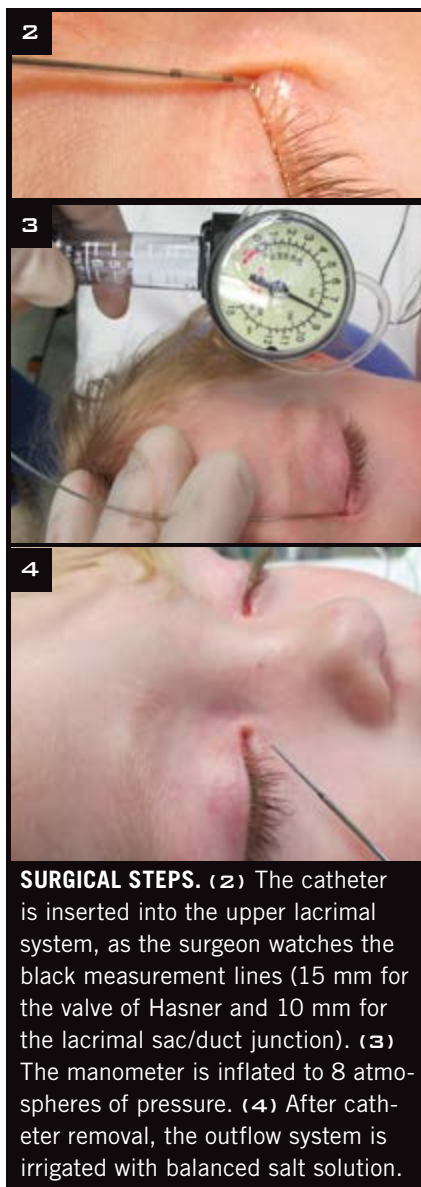 2
3
4
SURGICAL STEPS. (2) The catheter
is inserted into the upper lacrimal
system, as the surgeon watches the
black measurement lines (15 mm for
the valve of Hasner and 10 mm for
the lacrimal sac/duct junction). (3)
The manometer is inflated to 8 atmo-
spheres of pressure. (4) After cath-
eter removal, the outflow system is
irrigated with balanced salt solution.